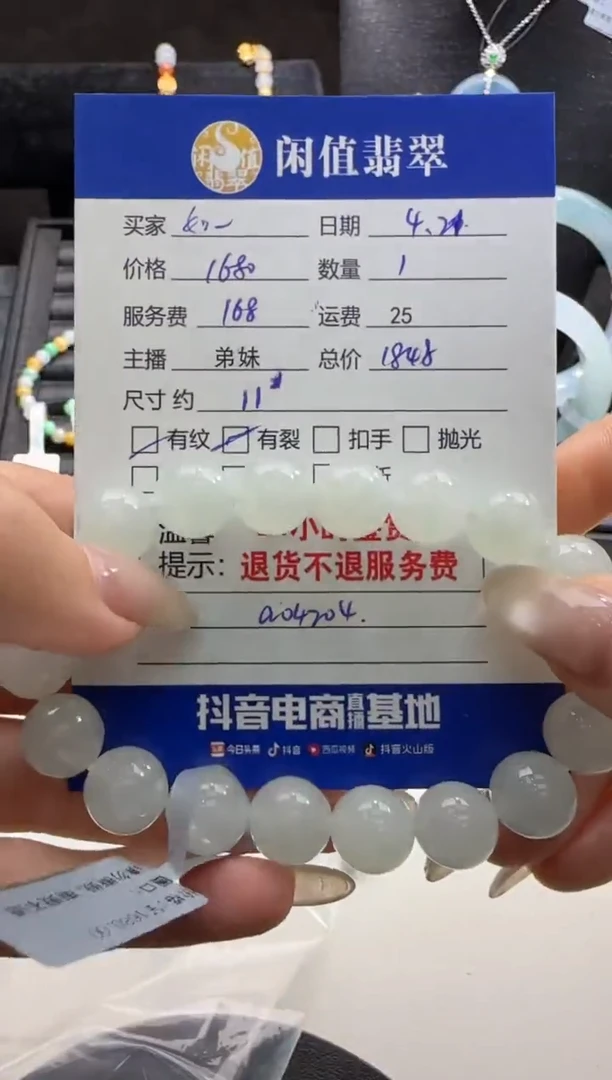 闲值翡翠
买家 日期 4.21
价格 1680 数量 1
服务费 168 运费 25
主播 弟妹 总价 1848
尺寸 约 11
有纹 有裂 扣手 抛光
提示：退货不退服务费
a04704.
抖音电商直播基地
今日头条 抖音 西瓜视频 抖音火山版